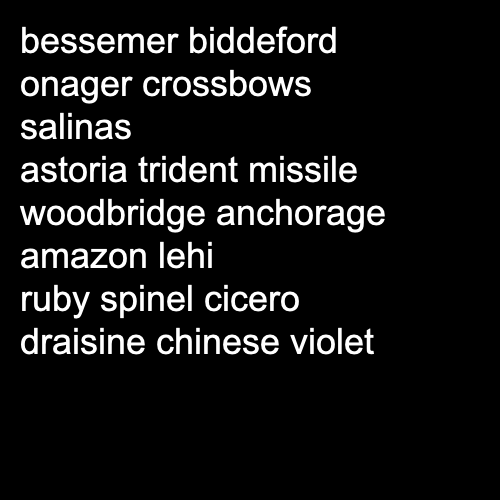 bessemer biddeford
onager crossbows
salinas
astoria trident missile
woodbridge anchorage
amazon lehi
ruby spinel cicero
draisine chinese violet